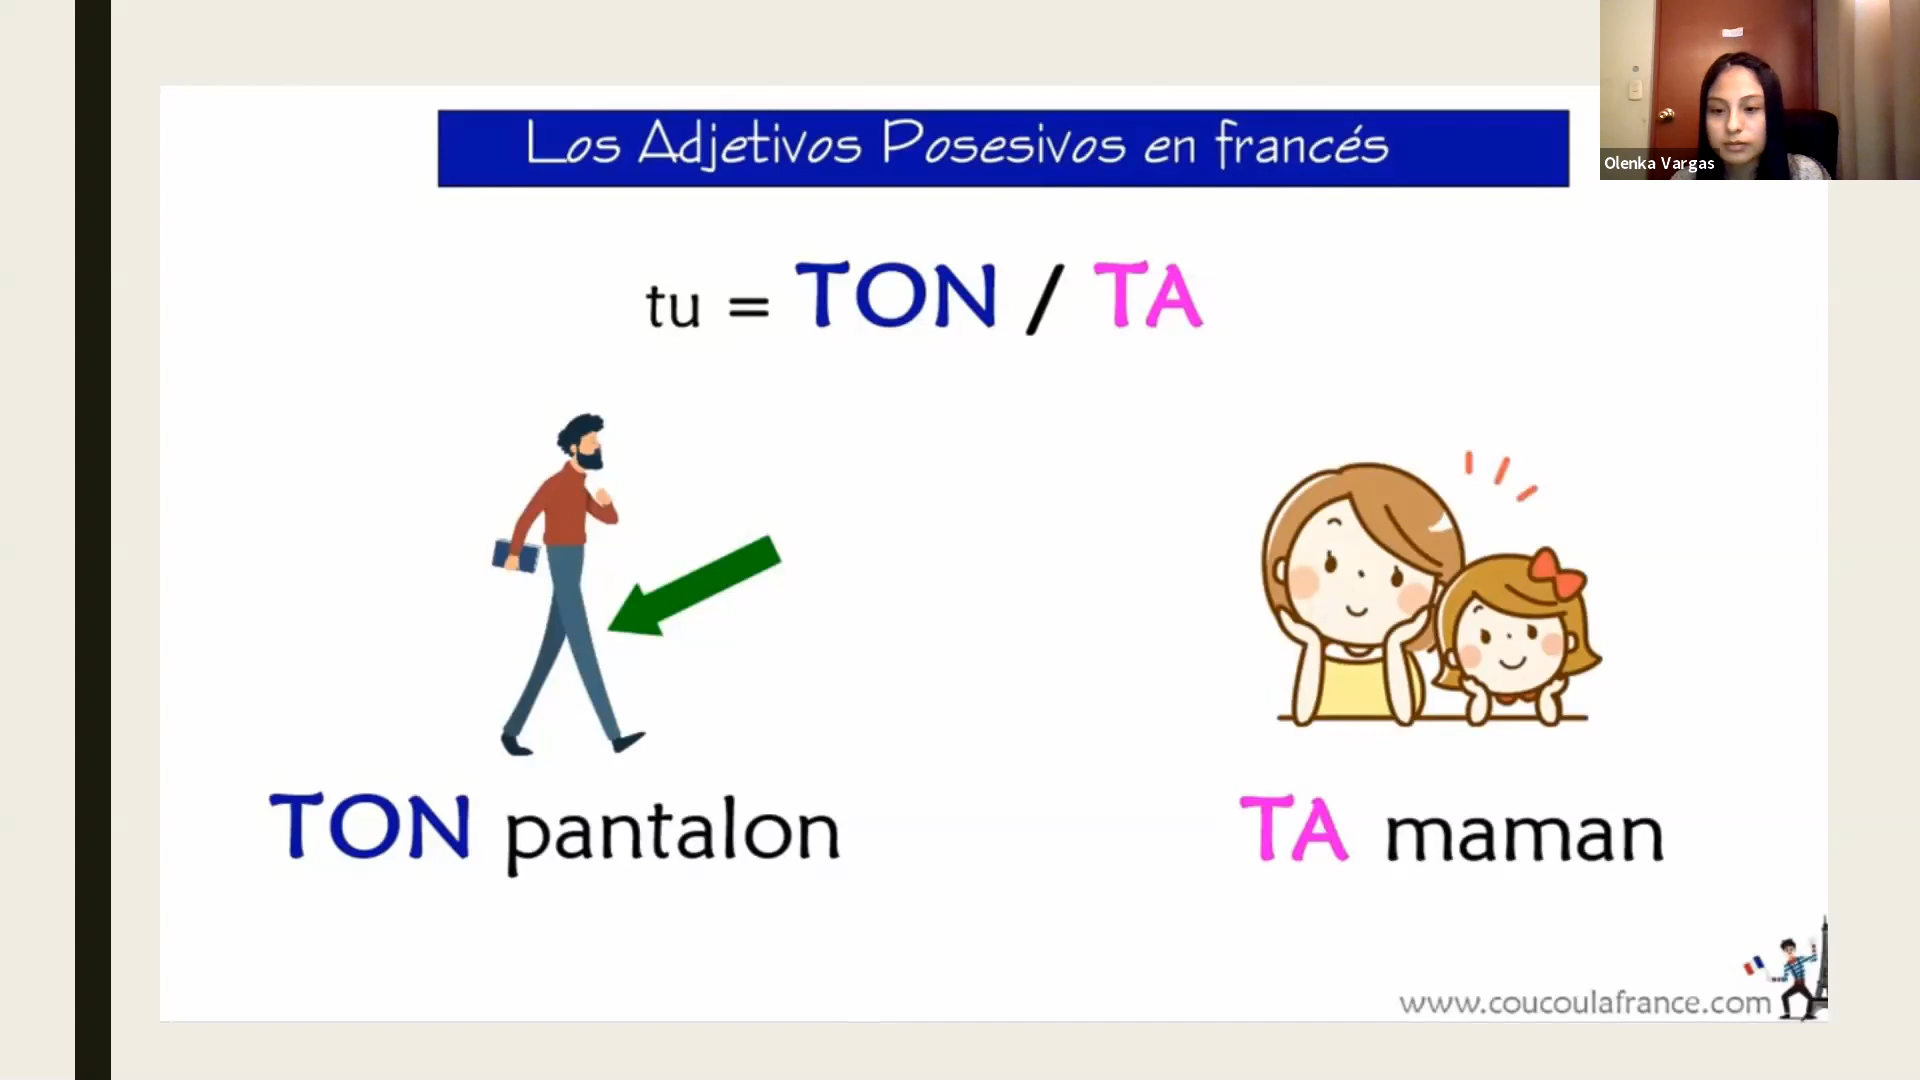 Los Adjetivos Posesivos en francés
Olenka Vargas
tu = TON / TA
TON pantalon
TA maman
www.coucoulafrance.com